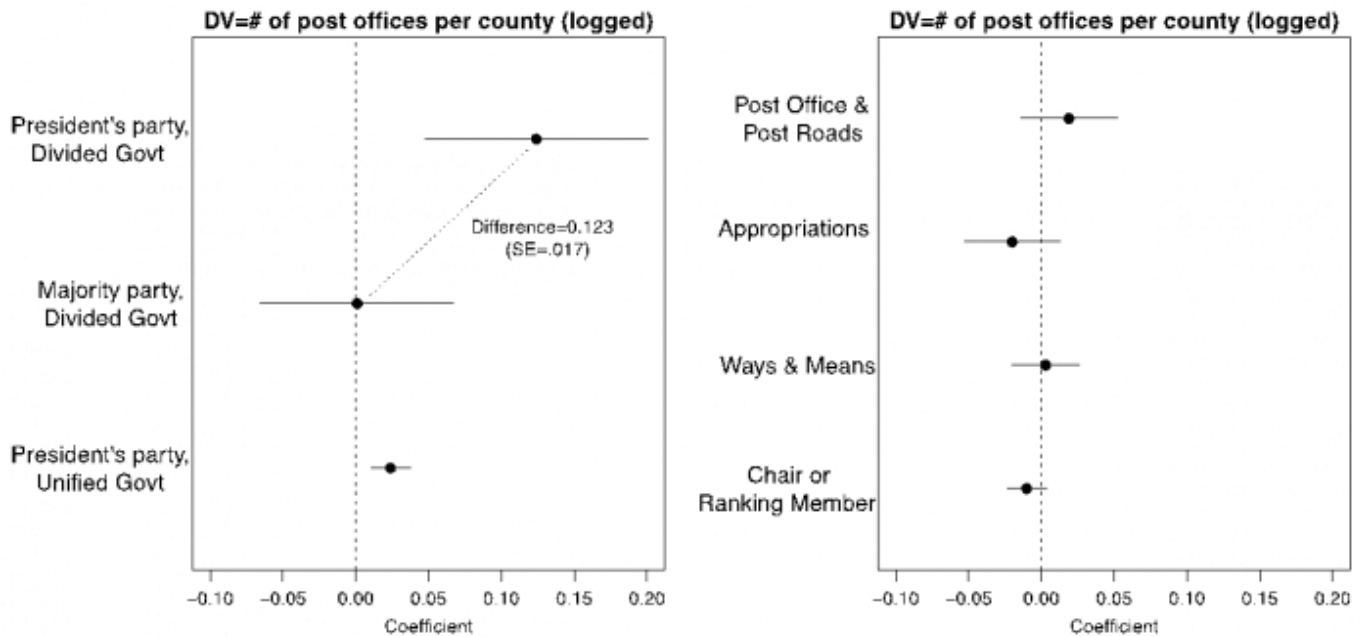 DV=# of post offices per county (logged)
President's party,
Divided Govt
Difference=0.123
(SE=.017)
Majority party,
Divided Govt
President's party,
Unified Govt
−0.10 −0.05 0.00 0.05 0.10 0.15 0.20
Coefficient
DV=# of post offices per county (logged)
Post Office &
Post Roads
Appropriations
Ways & Means
Chair or
Ranking Member
−0.10 −0.05 0.00 0.05 0.10 0.15 0.20
Coefficient